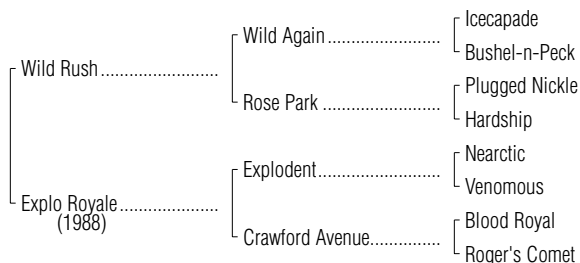 Icecapade
Wild Again
Bushel-n-Peck
Wild Rush
Plugged Nickle
Rose Park
Hardship
Nearctic
Explodent
Venomous
Explo Royale
(1988)
Blood Royal
Crawford Avenue
Roger's Comet